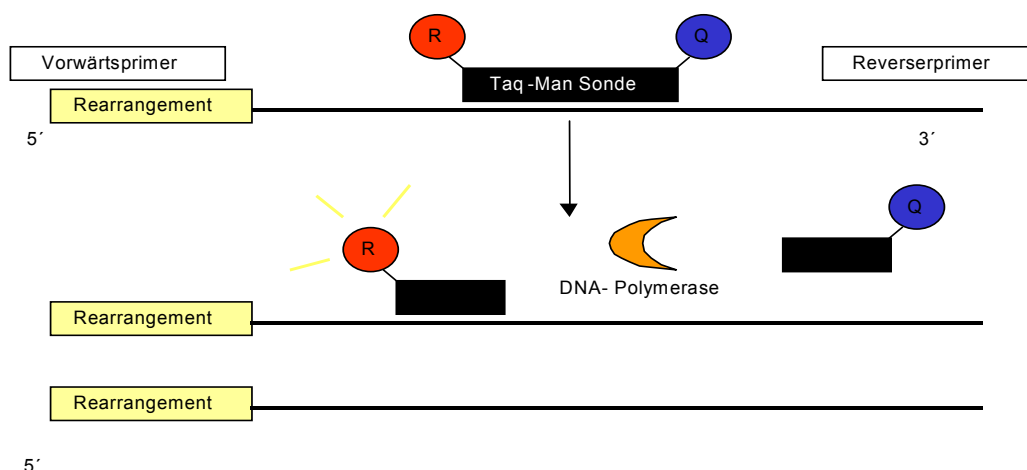 R
Q
Vorwärtsprimer
Taq-Man Sonde
Reverserprimer
Rearrangement
5´
3´
Q
R
DNA- Polymerase
Rearrangement
Rearrangement
5´